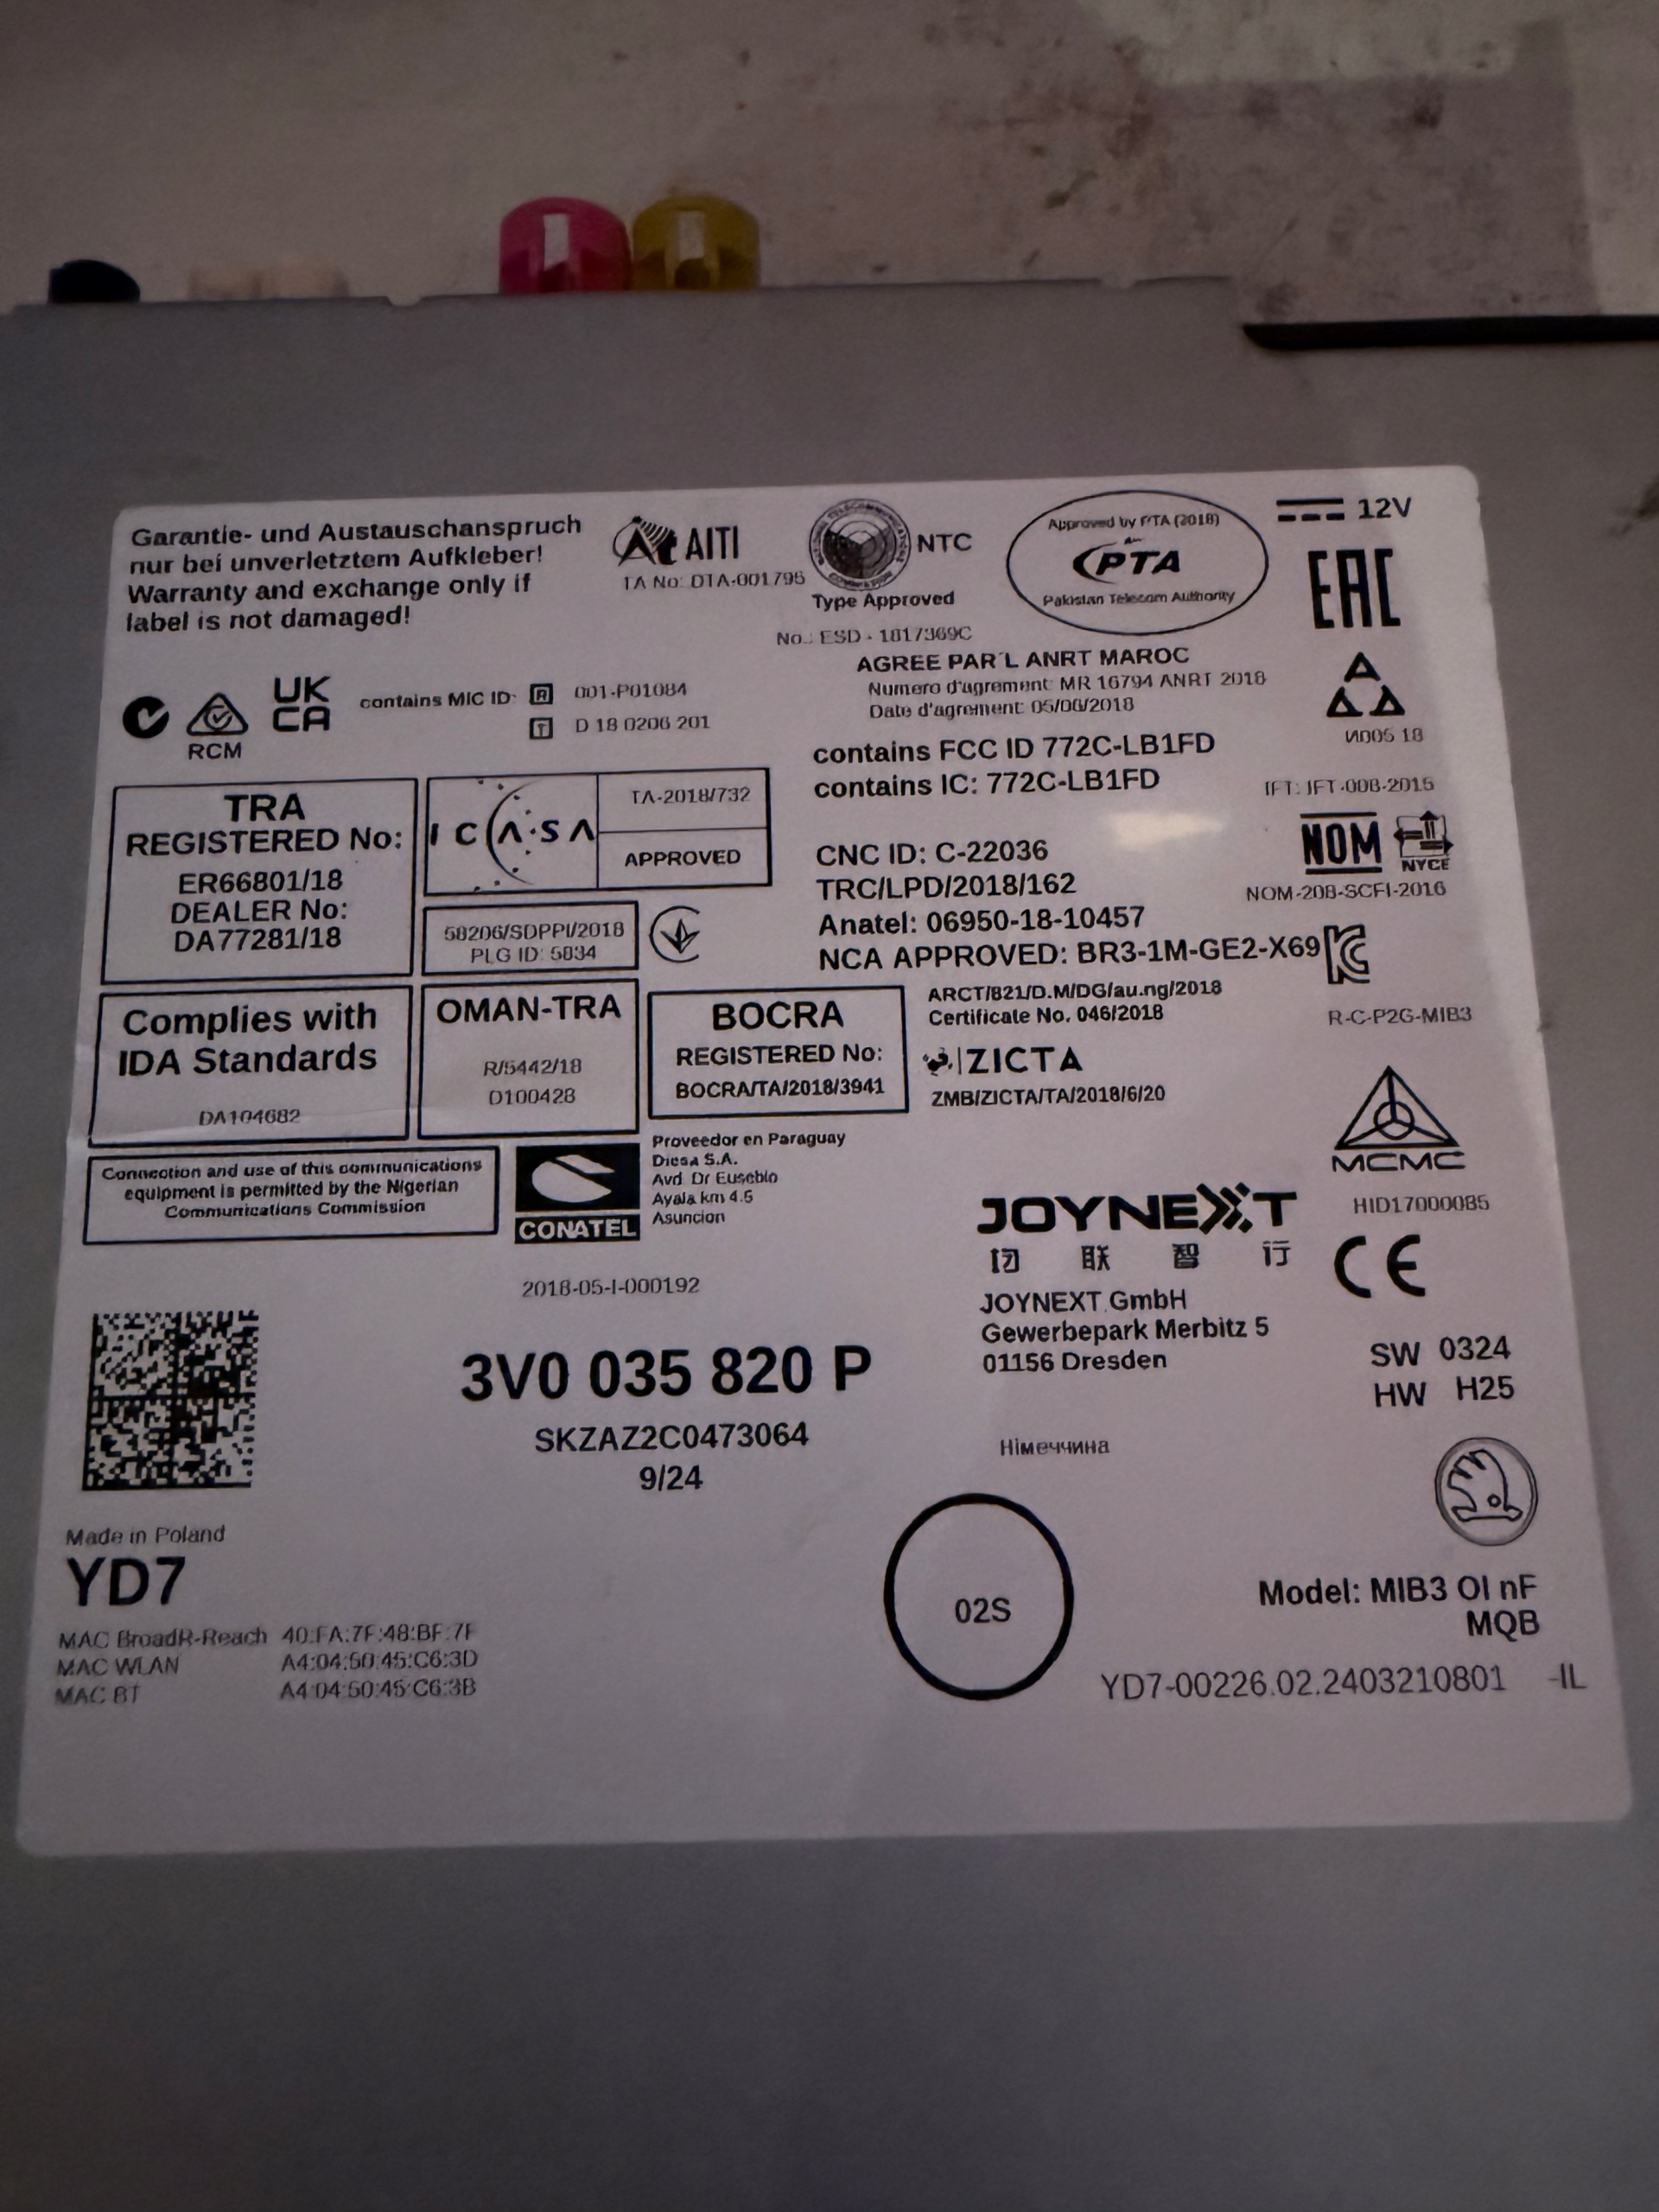 Garantie- und Austauschanspruch
nur bei unverletztem Aufkleber!
Warranty and exchange only if
label is not damaged!
AITI
TA No: DTA-001796
NTC
Type Approved
No.: ESD - 1817369C
Approved by PTA (2018)
PTA
Pakistan Telecom Authority
12V
EAC
RCM
UK
CA
contains MIC ID:
R 001-P01084
T D 18 0206 201
AGREE PAR´L ANRT MAROC
Numero d'agrement: MR 16794 ANRT 2018
Date d'agrement: 05/06/2018
contains FCC ID 772C-LB1FD
contains IC: 772C-LB1FD
IFT: IFT-008-2015
TRA
REGISTERED No:
ER66801/18
DEALER No:
DA77281/18
ICASA
TA-2018/732
APPROVED
CNC ID: C-22036
TRC/LPD/2018/162
Anatel: 06950-18-10457
NCA APPROVED: BR3-1M-GE2-X69
NOM
NYCE
NOM-208-SCFI-2016
58206/SDPPI/2018
PLG ID: 5834
R-C-P2G-MIB3
Complies with
IDA Standards
DA104682
OMAN-TRA
R/5442/18
D100428
BOCRA
REGISTERED No:
BOCRA/TA/2018/3941
ARCT/821/D.M/DG/au.ng/2018
Certificate No. 046/2018
ZICTA
ZMB/ZICTA/TA/2018/6/20
MCMC
HID17000085
Connection and use of this communications
equipment is permitted by the Nigerian
Communications Commission
CONATEL
Proveedor en Paraguay
Diesa S.A.
Avd. Dr Eusebio
Ayala km 4.5
Asuncion
2018-05-I-000192
JOYNEXT
联 智 行
JOYNEXT GmbH
Gewerbepark Merbitz 5
01156 Dresden
CE
SW 0324
HW H25
3V0 035 820 P
SKZAZ2C0473064
9/24
Німеччина
Made in Poland
YD7
MAC BroadR-Reach 40:FA:7F:48:BF:7F
MAC WLAN A4:04:50:45:C6:3D
MAC BT A4:04:50:45:C6:3B
02S
Model: MIB3 OI nF
MQB
YD7-00226.02.2403210801 -IL